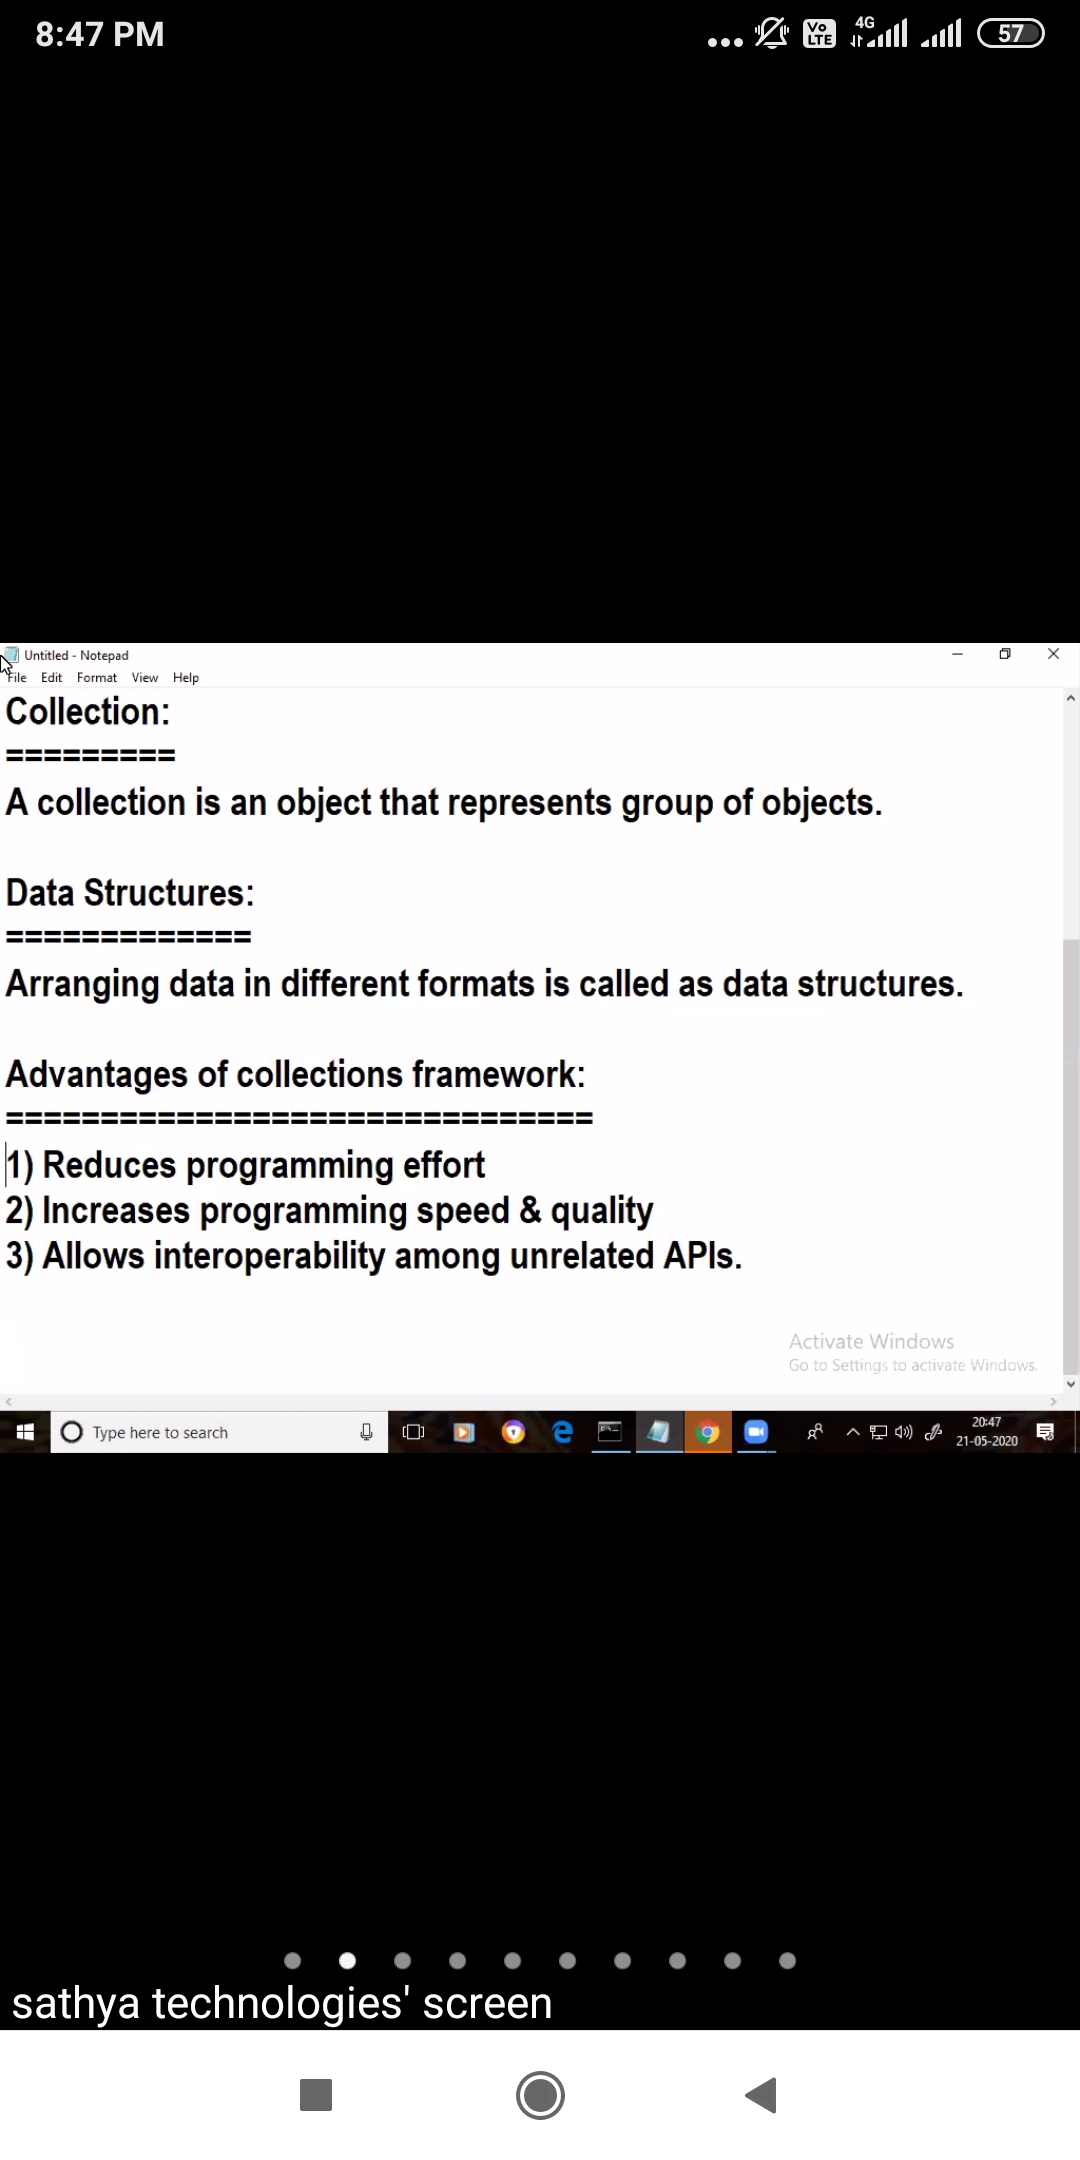 8:47 PM
Vo LTE 4G 57
Untitled - Notepad
File Edit Format View Help
Collection:
=========
A collection is an object that represents group of objects.
Data Structures:
=============
Arranging data in different formats is called as data structures.
Advantages of collections framework:
===============================
1) Reduces programming effort
2) Increases programming speed & quality
3) Allows interoperability among unrelated APIs.
Activate Windows
Go to Settings to activate Windows.
Type here to search
20:47
21-05-2020
sathya technologies' screen